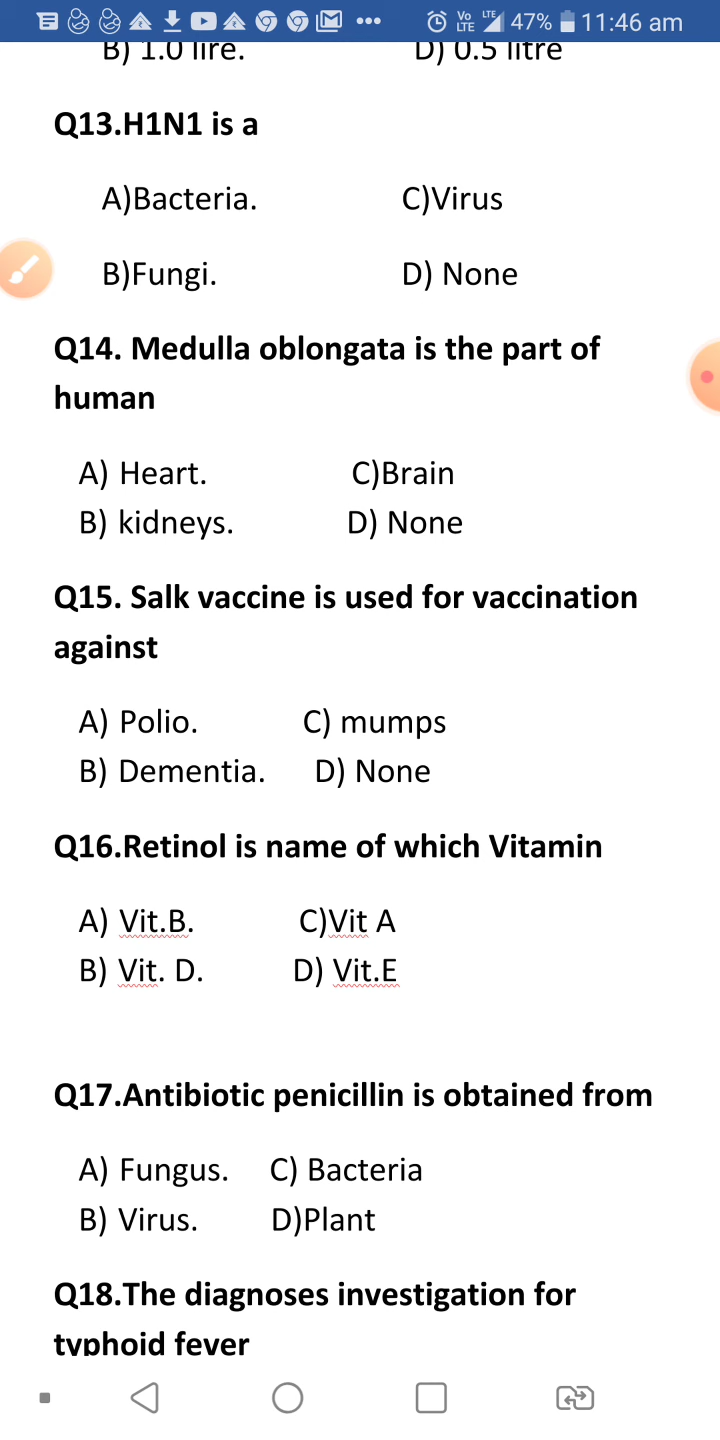 47% 11:46 am
B) 1.0 lire. D) 0.5 litre
Q13.H1N1 is a
A)Bacteria. C)Virus
B)Fungi. D) None
Q14. Medulla oblongata is the part of
human
A) Heart. C)Brain
B) kidneys. D) None
Q15. Salk vaccine is used for vaccination
against
A) Polio. C) mumps
B) Dementia. D) None
Q16.Retinol is name of which Vitamin
A) Vit.B. C)Vit A
B) Vit. D. D) Vit.E
Q17.Antibiotic penicillin is obtained from
A) Fungus. C) Bacteria
B) Virus. D)Plant
Q18.The diagnoses investigation for
typhoid fever